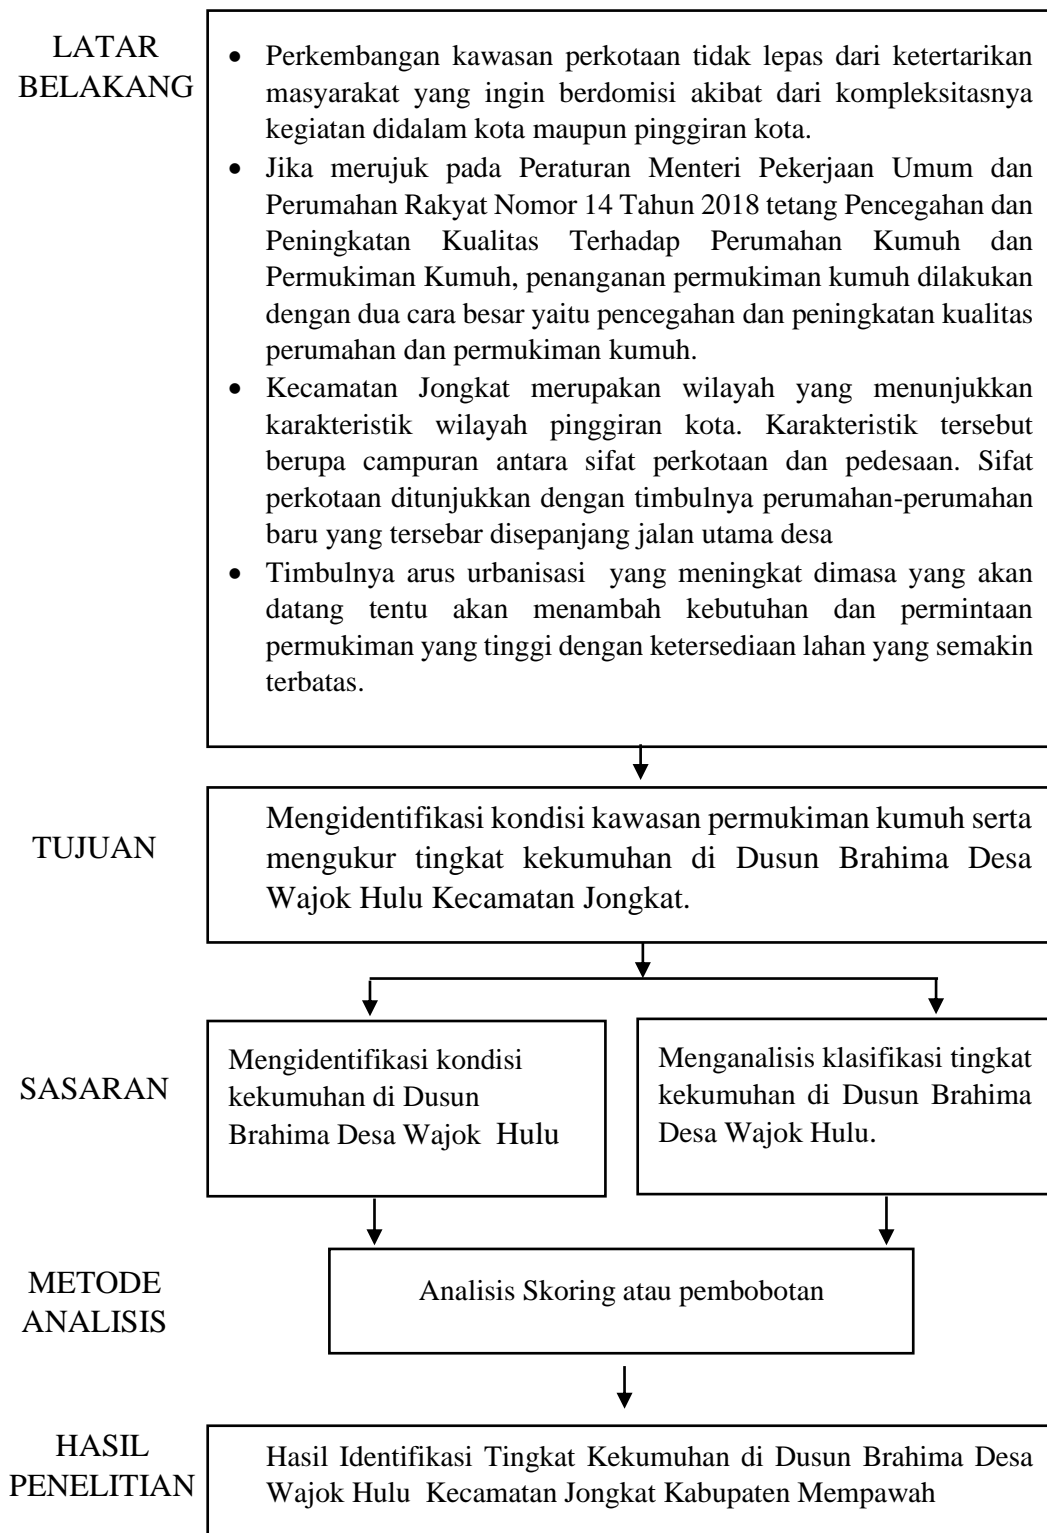 LATAR
BELAKANG
• Perkembangan kawasan perkotaan tidak lepas dari ketertarikan
masyarakat yang ingin berdomisi akibat dari kompleksitasnya
kegiatan didalam kota maupun pinggiran kota.
• Jika merujuk pada Peraturan Menteri Pekerjaan Umum dan
Perumahan Rakyat Nomor 14 Tahun 2018 tetang Pencegahan dan
Peningkatan Kualitas Terhadap Perumahan Kumuh dan
Permukiman Kumuh, penanganan permukiman kumuh dilakukan
dengan dua cara besar yaitu pencegahan dan peningkatan kualitas
perumahan dan permukiman kumuh.
• Kecamatan Jongkat merupakan wilayah yang menunjukkan
karakteristik wilayah pinggiran kota. Karakteristik tersebut
berupa campuran antara sifat perkotaan dan pedesaan. Sifat
perkotaan ditunjukkan dengan timbulnya perumahan-perumahan
baru yang tersebar disepanjang jalan utama desa
• Timbulnya arus urbanisasi yang meningkat dimasa yang akan
datang tentu akan menambah kebutuhan dan permintaan
permukiman yang tinggi dengan ketersediaan lahan yang semakin
terbatas.
TUJUAN
Mengidentifikasi kondisi kawasan permukiman kumuh serta
mengukur tingkat kekumuhan di Dusun Brahima Desa
Wajok Hulu Kecamatan Jongkat.
SASARAN
Mengidentifikasi kondisi
kekumuhan di Dusun
Brahima Desa Wajok Hulu
Menganalisis klasifikasi tingkat
kekumuhan di Dusun Brahima
Desa Wajok Hulu.
METODE
ANALISIS
Analisis Skoring atau pembobotan
HASIL
PENELITIAN
Hasil Identifikasi Tingkat Kekumuhan di Dusun Brahima Desa
Wajok Hulu Kecamatan Jongkat Kabupaten Mempawah